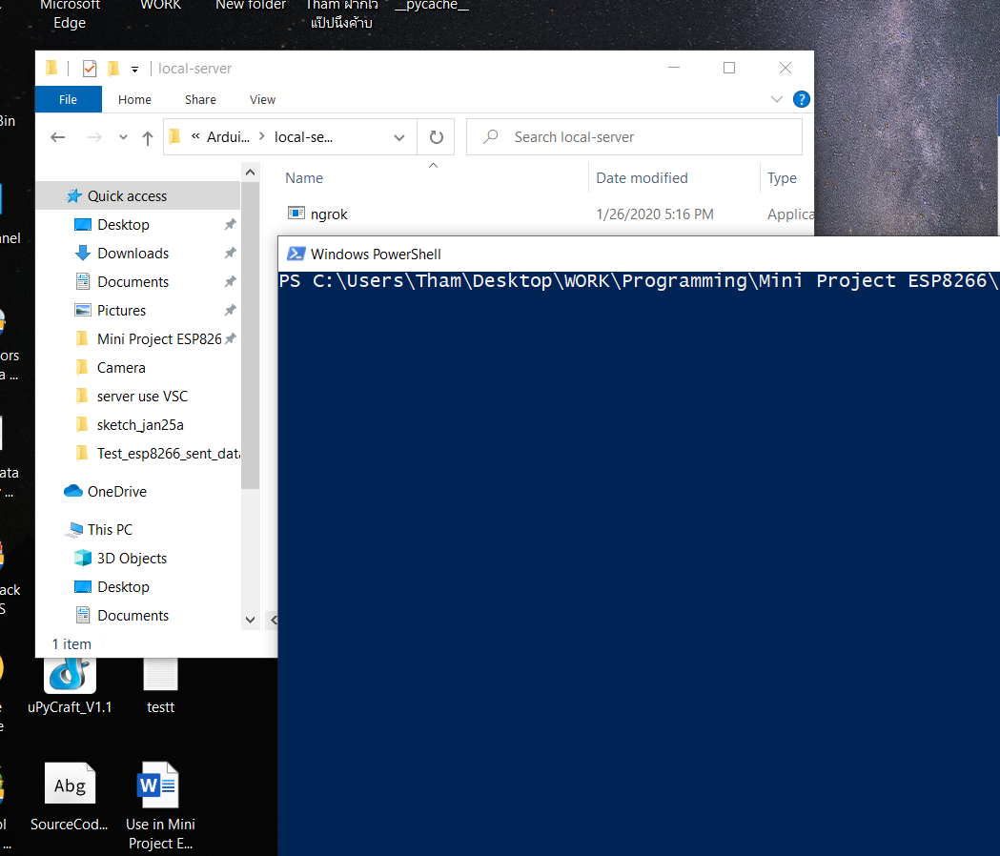 Microsoft
Edge
WORK
New folder
Tham ฝากไว้
แป๊ปนึงค้าบ
__pycache__
Bin
nel
ors
a ...
ata
...
ack
S
e
e
ol
...
local-server
File
Home
Share
View
?
« Ardui... > local-se...
Search local-server
Name
Date modified
Type
ngrok
1/26/2020 5:16 PM
Applica
Quick access
Desktop
Downloads
Documents
Pictures
Mini Project ESP826
Camera
server use VSC
sketch_jan25a
Test_esp8266_sent_data
OneDrive
This PC
3D Objects
Desktop
Documents
1 item
Windows PowerShell
PS C:\Users\Tham\Desktop\WORK\Programming\Mini Project ESP8266\
uPyCraft_V1.1
testt
Abg
SourceCod...
W
Use in Mini
Project E...